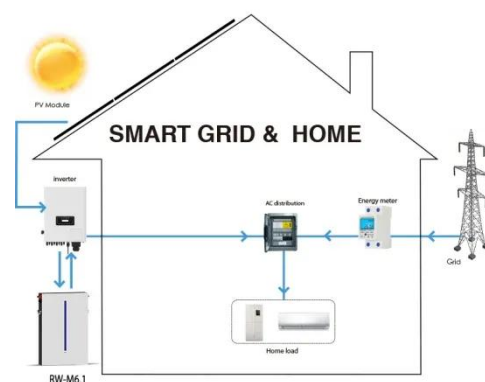 PV Module
SMART GRID & HOME
Inverter
AC distribution
Energy meter
Grid
Home load
RW-M6.1